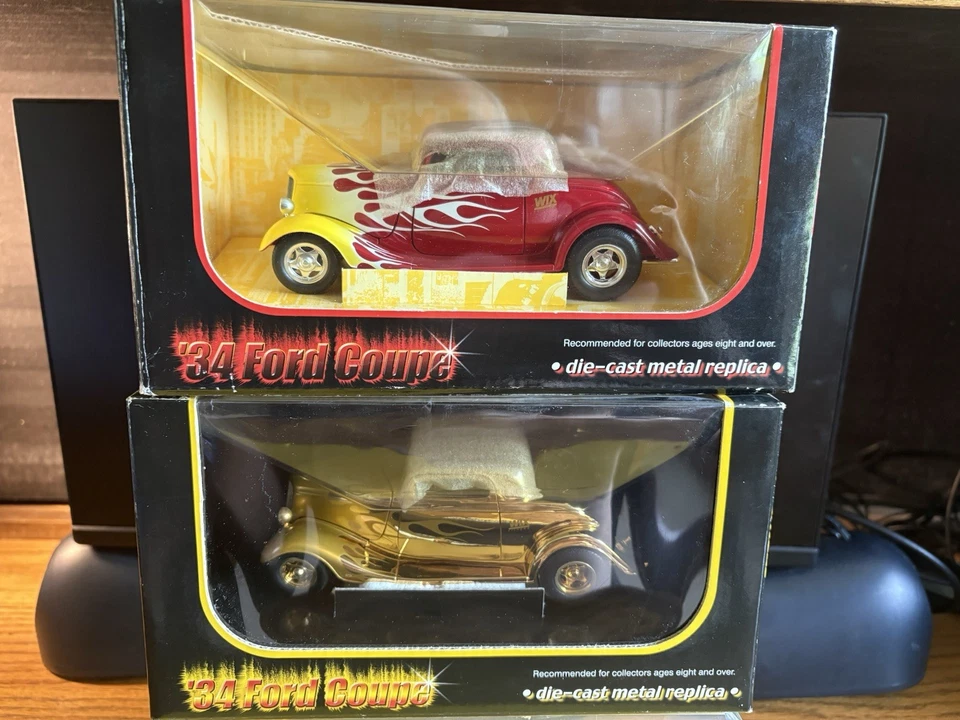 WIX
'34 Ford Coupe
Recommended for collectors ages eight and over.
• die-cast metal replica •
'34 Ford Coupe
Recommended for collectors ages eight and over.
• die-cast metal replica •